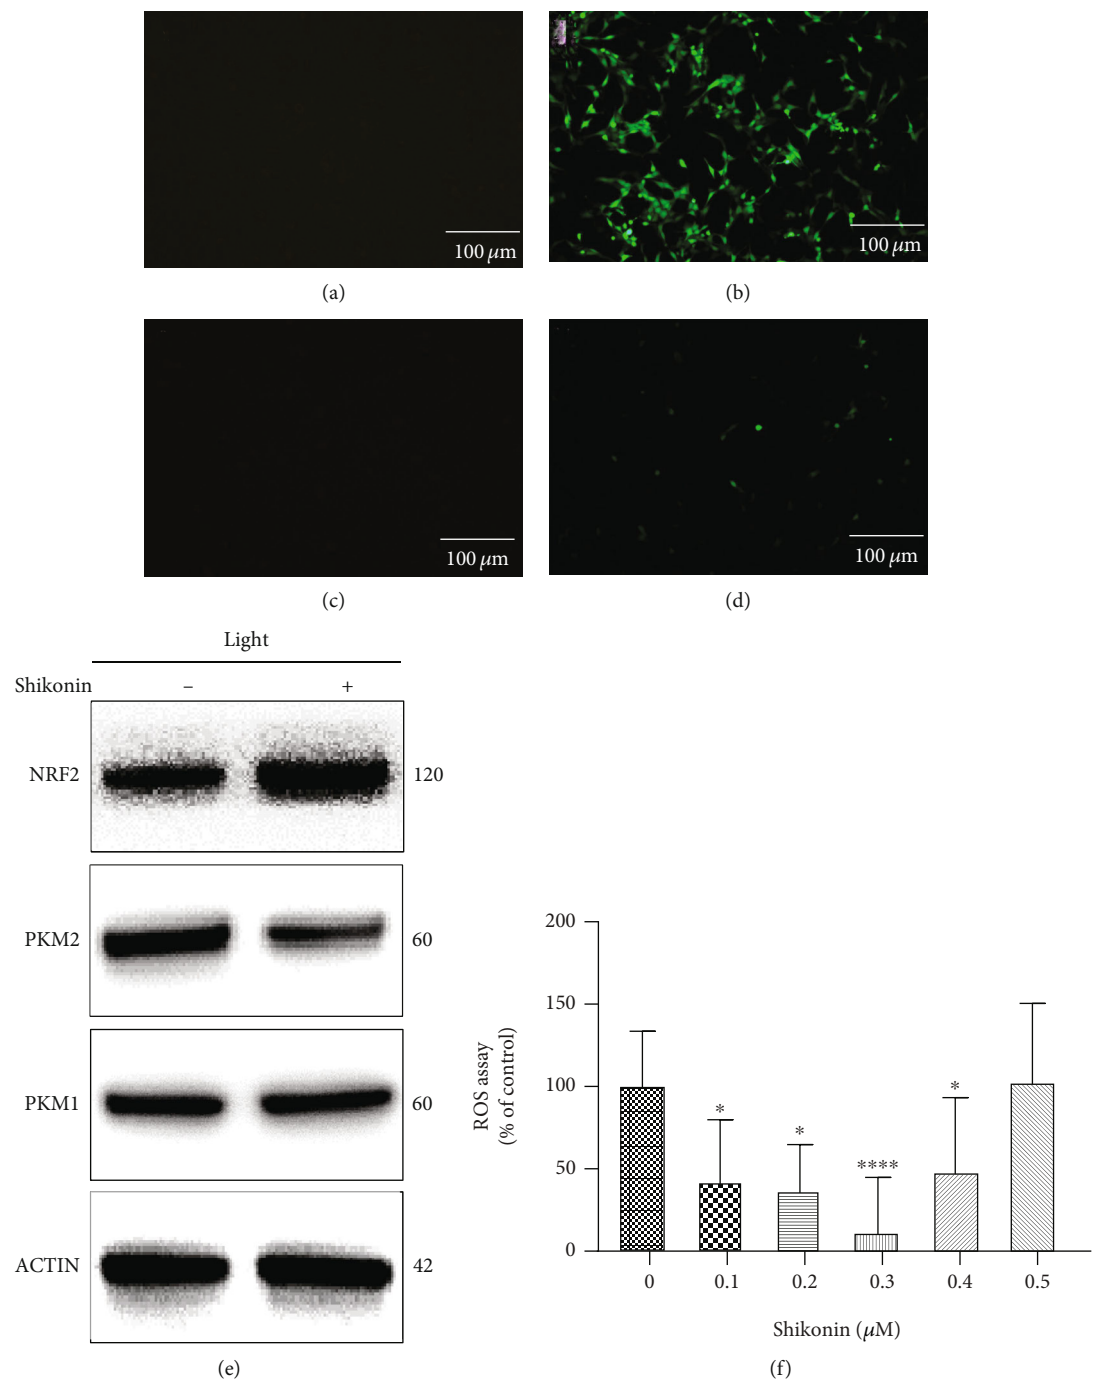 100 μm
100 μm
(a)
(b)
100 μm
100 μm
(c)
(d)
Light
Shikonin – +
NRF2 120
PKM2 60
PKM1 60
ACTIN 42
(e)
ROS assay
(% of control)
200
150
100
50
0
*
*
****
*
0 0.1 0.2 0.3 0.4 0.5
Shikonin (μM)
(f)